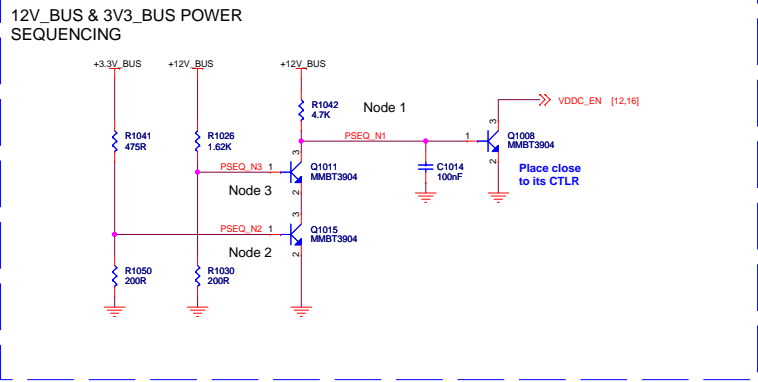 12V_BUS & 3V3_BUS POWER
SEQUENCING
+3.3V_BUS
+12V_BUS
+12V_BUS
R1042
4.7K
Node 1
VDDC_EN [12,16]
R1041
475R
R1026
1.62K
PSEQ_N1
1
3
2
Q1008
MMBT3904
PSEQ_N3
1
3
2
Q1011
MMBT3904
C1014
100nF
Place close
to its CTLR
Node 3
PSEQ_N2
1
3
2
Q1015
MMBT3904
Node 2
R1050
200R
R1030
200R